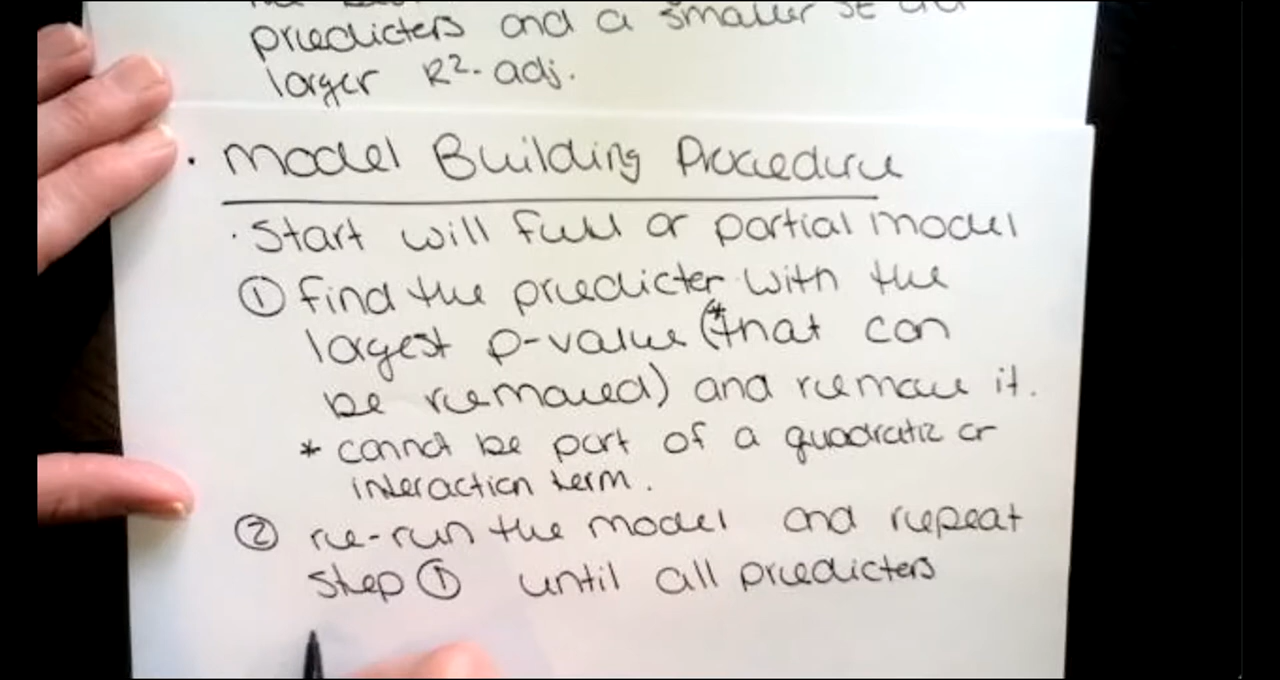 predicters and a smaller
larger R²-adj.
· Model Building Procedure
· Start will full or partial model
① find the predicter with the
largest p-value (*that can
be removed) and remove it.
* cannot be part of a quadratic or
interaction term.
② re-run the model and repeat
step ① until all predicters